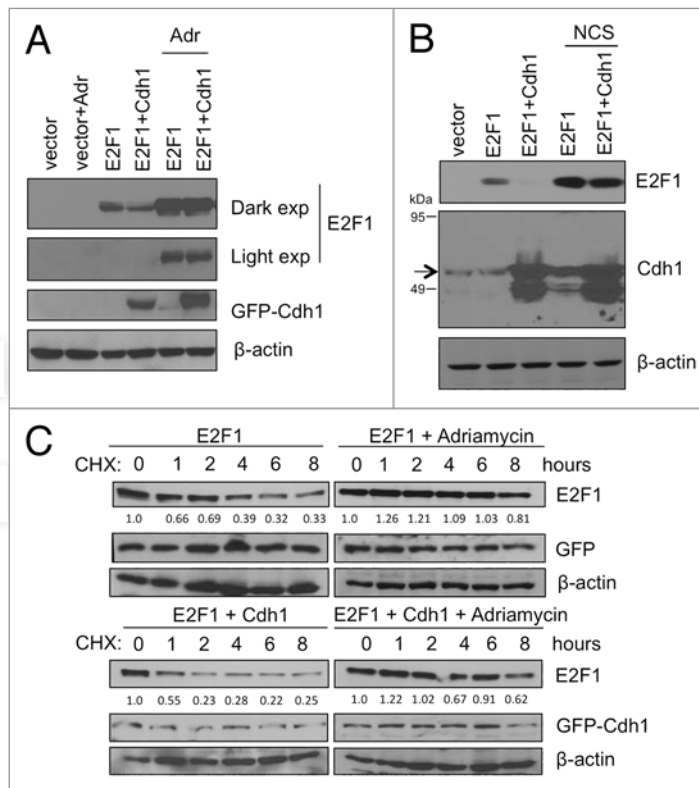 A
Adr
vector
vector+Adr
E2F1
E2F1+Cdh1
E2F1
E2F1+Cdh1
Dark exp
Light exp
E2F1
GFP-Cdh1
β-actin
B
NCS
vector
E2F1
E2F1+Cdh1
E2F1
E2F1+Cdh1
E2F1
kDa
95
Cdh1
49
β-actin
C
E2F1 E2F1 + Adriamycin
CHX: 0 1 2 4 6 8 0 1 2 4 6 8 hours
E2F1
1.0 0.66 0.69 0.39 0.32 0.33 1.0 1.26 1.21 1.09 1.03 0.81
GFP
β-actin
E2F1 + Cdh1 E2F1 + Cdh1 + Adriamycin
CHX: 0 1 2 4 6 8 0 1 2 4 6 8 hours
E2F1
1.0 0.55 0.23 0.28 0.22 0.25 1.0 1.22 1.02 0.67 0.91 0.62
GFP-Cdh1
β-actin